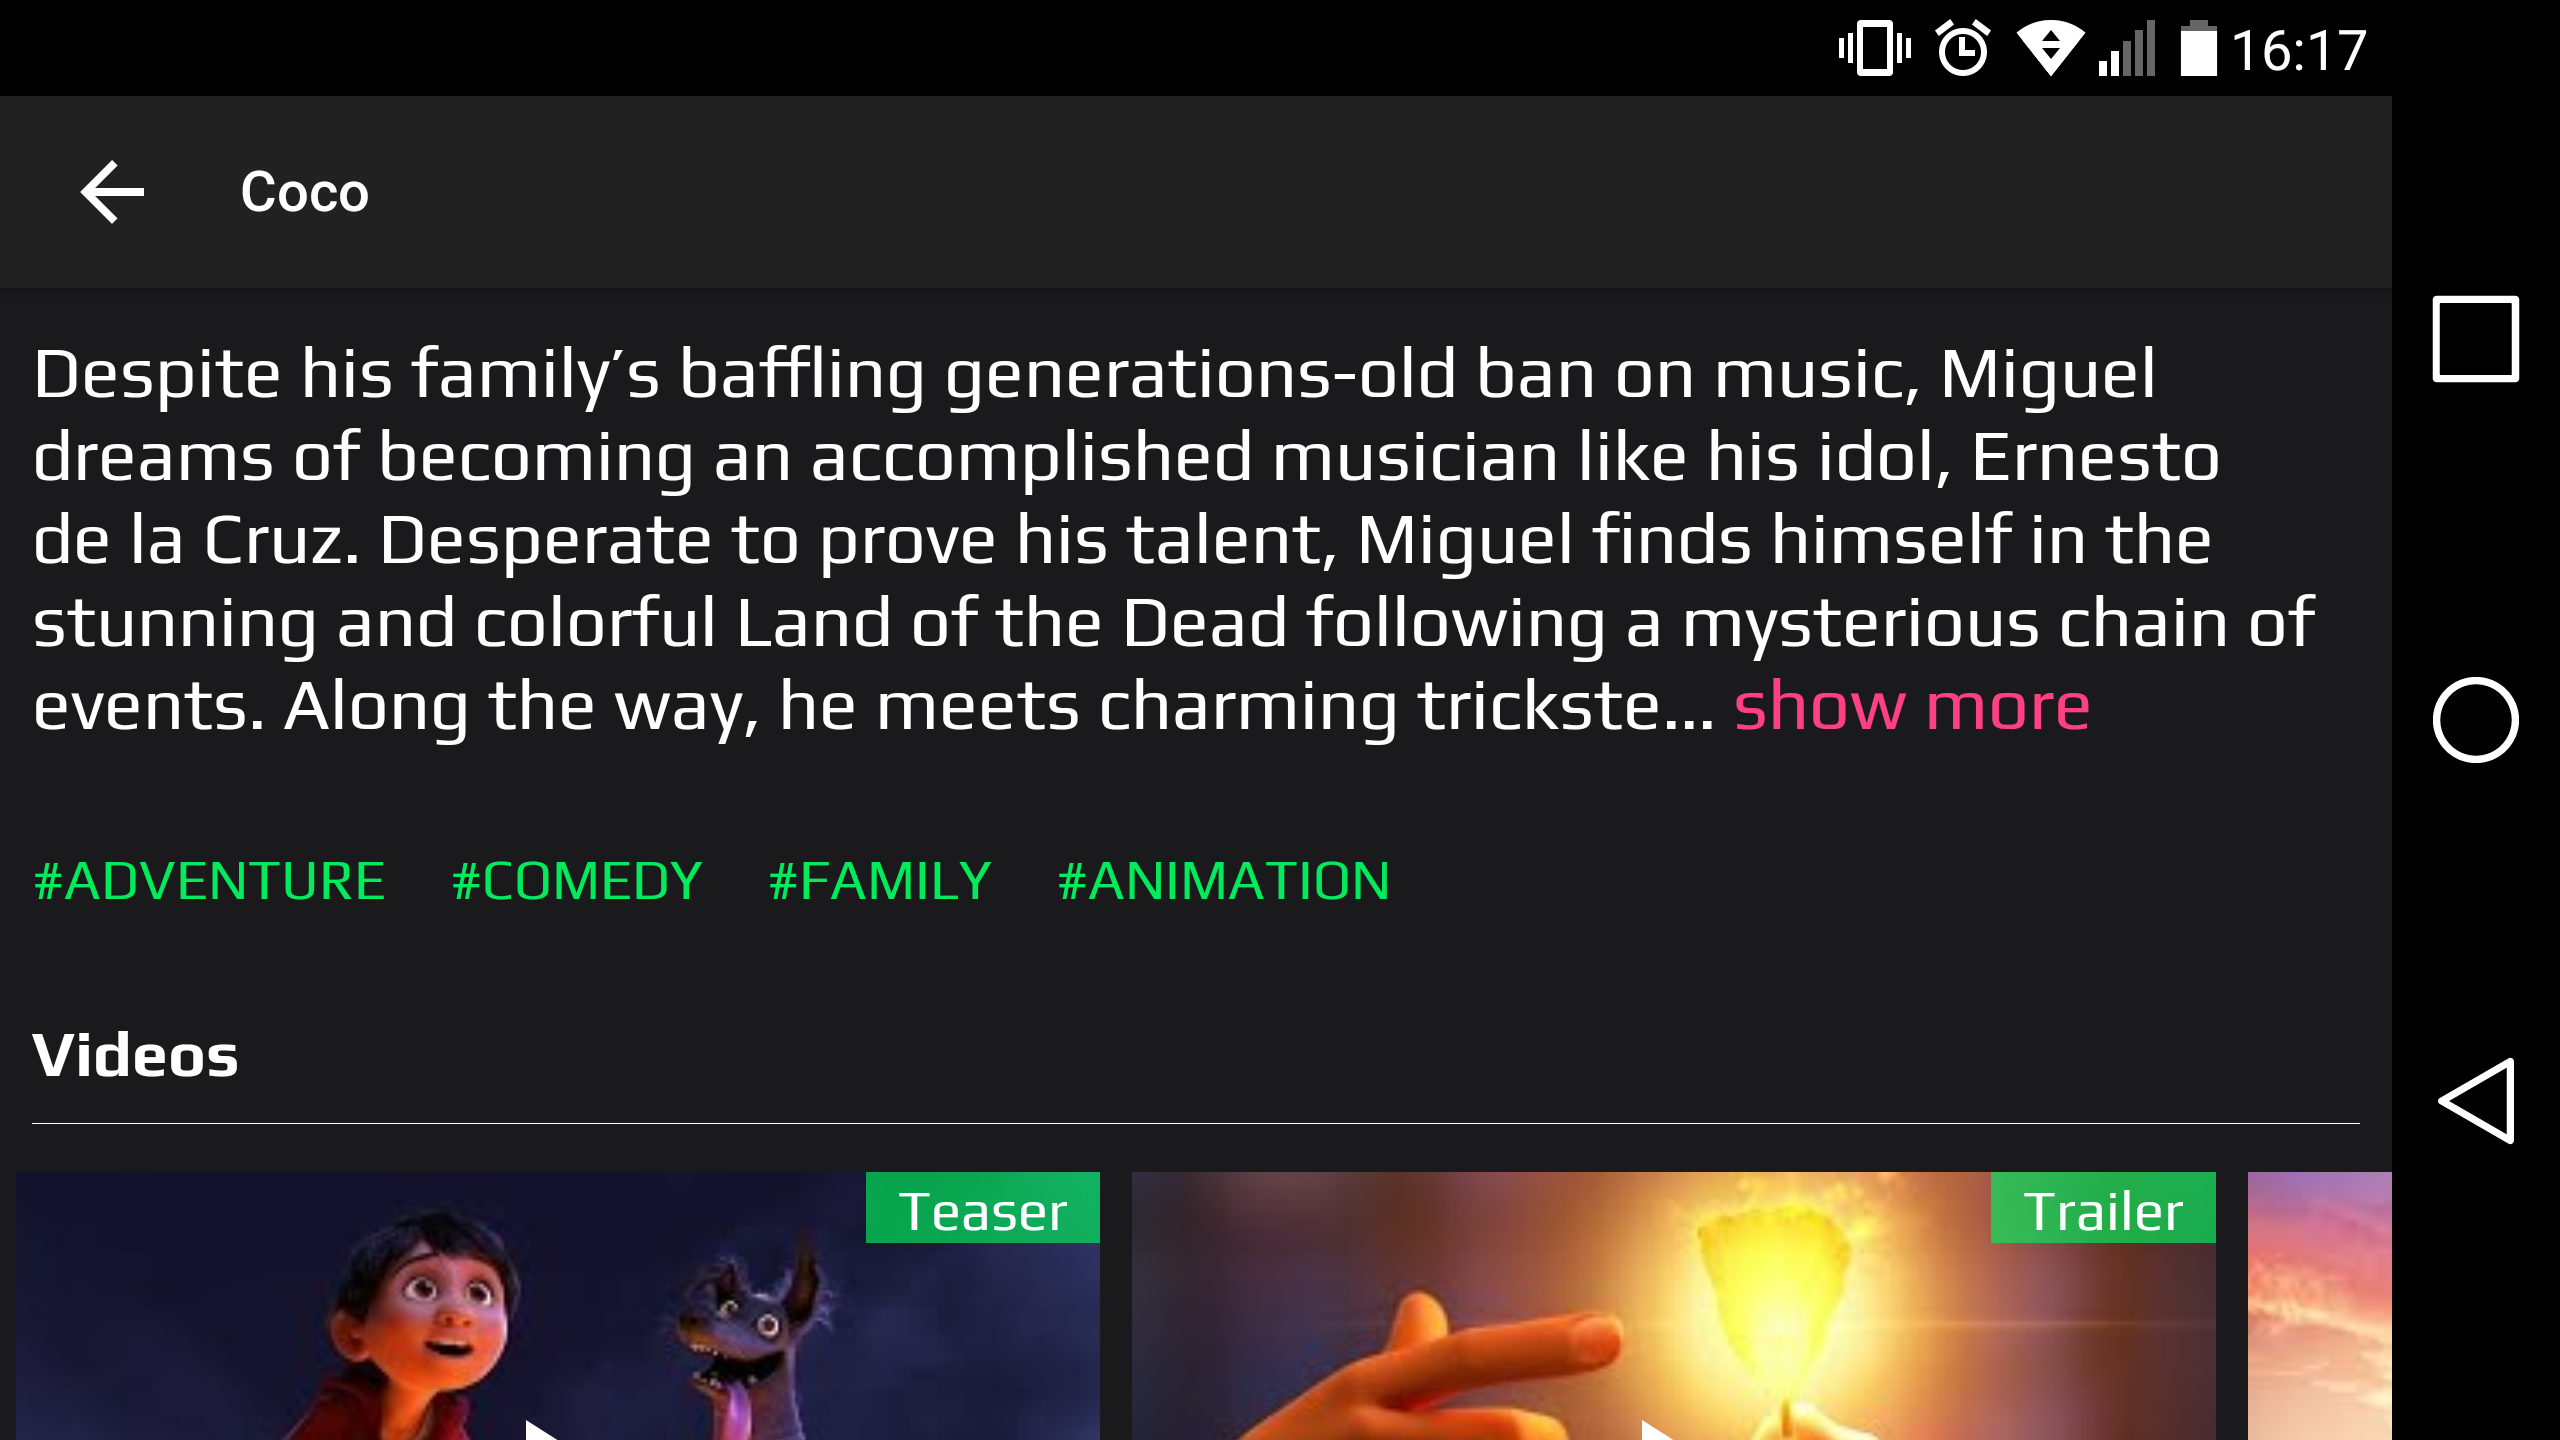 16:17
Coco
Despite his family’s baffling generations-old ban on music, Miguel
dreams of becoming an accomplished musician like his idol, Ernesto
de la Cruz. Desperate to prove his talent, Miguel finds himself in the
stunning and colorful Land of the Dead following a mysterious chain of
events. Along the way, he meets charming trickste... show more
#ADVENTURE #COMEDY #FAMILY #ANIMATION
Videos
Teaser Trailer